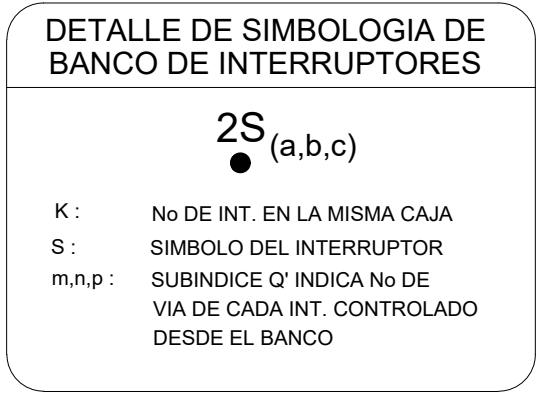 DETALLE DE SIMBOLOGIA DE
BANCO DE INTERRUPTORES
2S(a,b,c)
K : No DE INT. EN LA MISMA CAJA
S : SIMBOLO DEL INTERRUPTOR
m,n,p : SUBINDICE Q' INDICA No DE
VIA DE CADA INT. CONTROLADO
DESDE EL BANCO